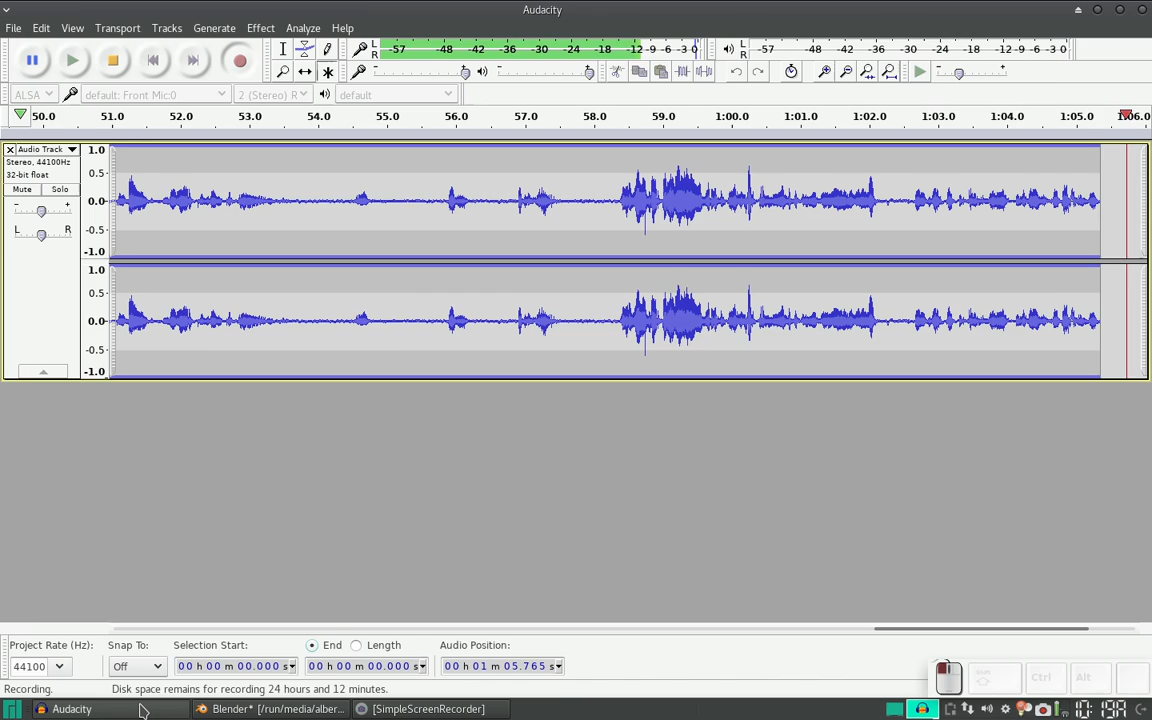 Audacity
File Edit View Transport Tracks Generate Effect Analyze Help
L R -57 -48 -42 -36 -30 -24 -18 -12 -9 -6 -3 0 L R -57 -48 -42 -36 -30 -24 -18 -12 -9 -6 -3 0
ALSA default: Front Mic:0 2 (Stereo) R default
50.0 51.0 52.0 53.0 54.0 55.0 56.0 57.0 58.0 59.0 1:00.0 1:01.0 1:02.0 1:03.0 1:04.0 1:05.0 1:06.0
Audio Track 1.0
Stereo, 44100Hz
32-bit float 0.5
Mute Solo
- + 0.0
L R -0.5
-1.0
1.0
0.5
0.0
-0.5
-1.0
Project Rate (Hz): Snap To: Selection Start: End Length Audio Position:
44100 Off 00 h 00 m 00.000 s 00 h 00 m 00.000 s 00 h 01 m 05.765 s
Ctrl Alt
Recording. Disk space remains for recording 24 hours and 12 minutes.
Audacity Blender* [/run/media/alber... [SimpleScreenRecorder]